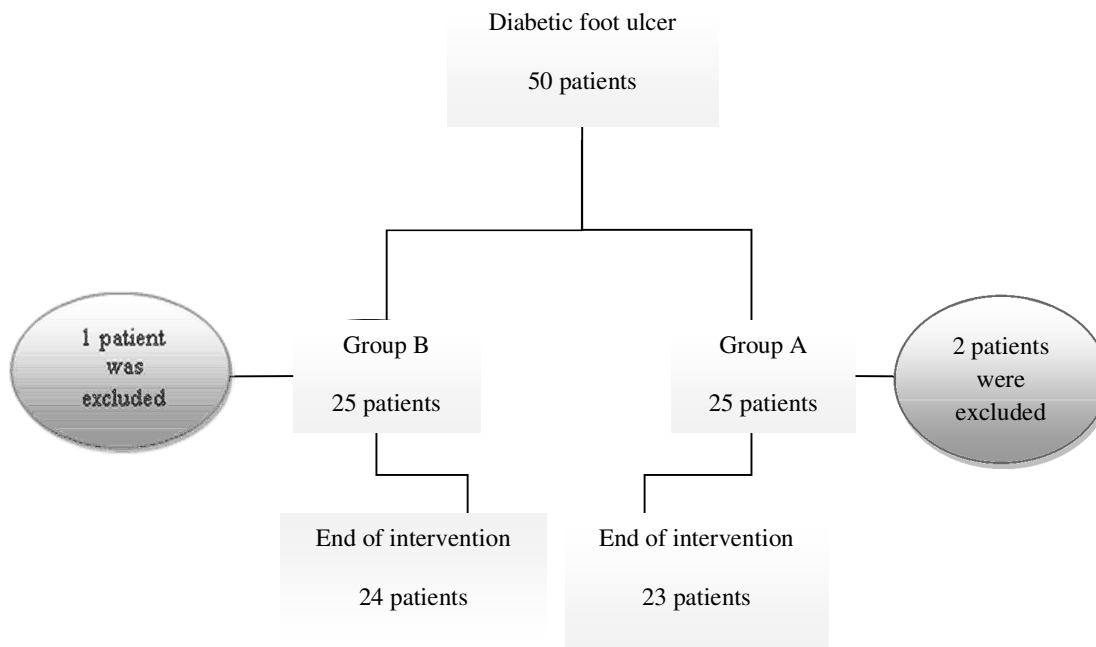 Diabetic foot ulcer
50 patients
1 patient
was
excluded
Group B
25 patients
Group A
25 patients
2 patients
were
excluded
End of intervention
24 patients
End of intervention
23 patients